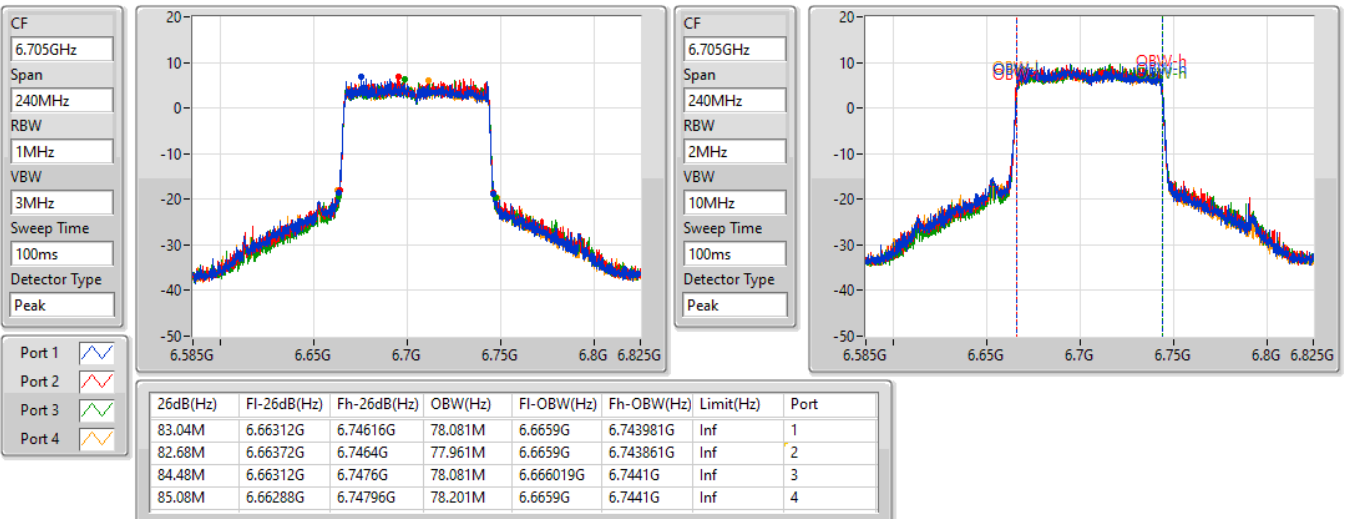 CF
6.705GHz
Span
240MHz
RBW
1MHz
VBW
3MHz
Sweep Time
100ms
Detector Type
Peak
20
10
0
-10
-20
-30
-40
-50
6.585G 6.65G 6.7G 6.75G 6.8G 6.825G
CF
6.705GHz
Span
240MHz
RBW
2MHz
VBW
10MHz
Sweep Time
100ms
Detector Type
Peak
20
10
0
-10
-20
-30
-40
-50
OBW-h
6.585G 6.65G 6.7G 6.75G 6.8G 6.825G
Port 1
Port 2
Port 3
Port 4
26dB(Hz) Fl-26dB(Hz) Fh-26dB(Hz) OBW(Hz) Fl-OBW(Hz) Fh-OBW(Hz) Limit(Hz) Port
83.04M 6.66312G 6.74616G 78.081M 6.6659G 6.743981G Inf 1
82.68M 6.66372G 6.7464G 77.961M 6.6659G 6.743861G Inf 2
84.48M 6.66312G 6.7476G 78.081M 6.666019G 6.7441G Inf 3
85.08M 6.66288G 6.74796G 78.201M 6.6659G 6.7441G Inf 4